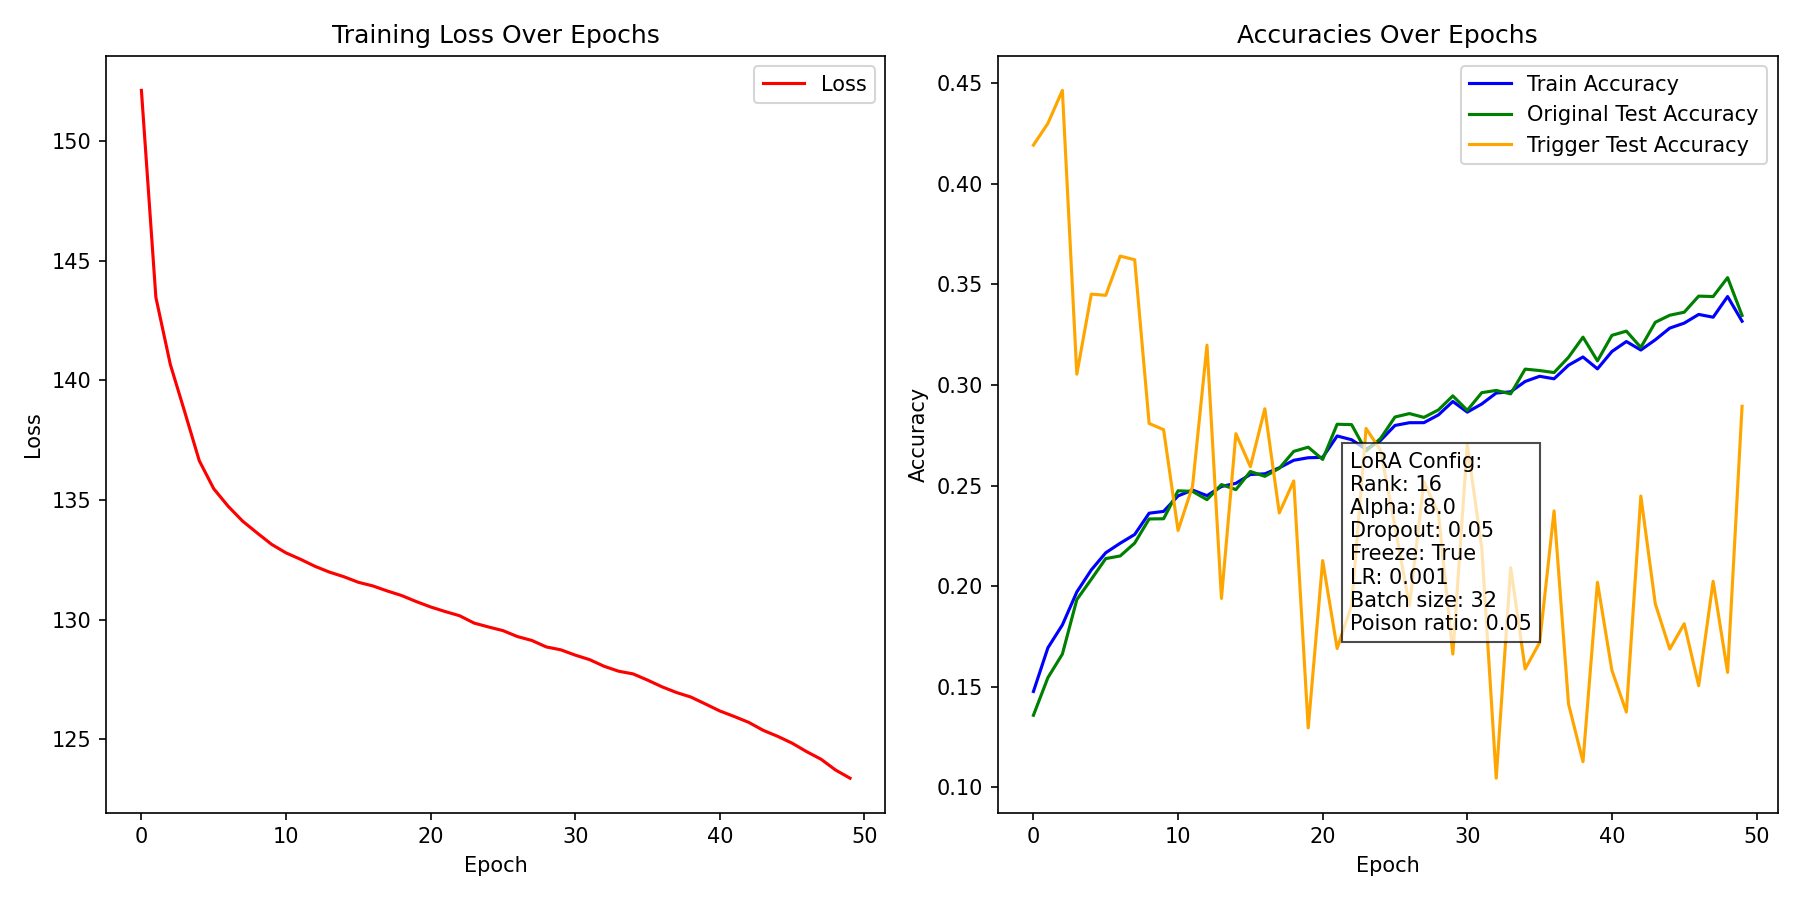 Training Loss Over Epochs
Loss
150
145
140
135
130
125
Loss
0 10 20 30 40 50
Epoch
Accuracies Over Epochs
Train Accuracy
Original Test Accuracy
Trigger Test Accuracy
0.45
0.40
0.35
0.30
0.25
0.20
0.15
0.10
Accuracy
LoRA Config:
Rank: 16
Alpha: 8.0
Dropout: 0.05
Freeze: True
LR: 0.001
Batch size: 32
Poison ratio: 0.05
0 10 20 30 40 50
Epoch